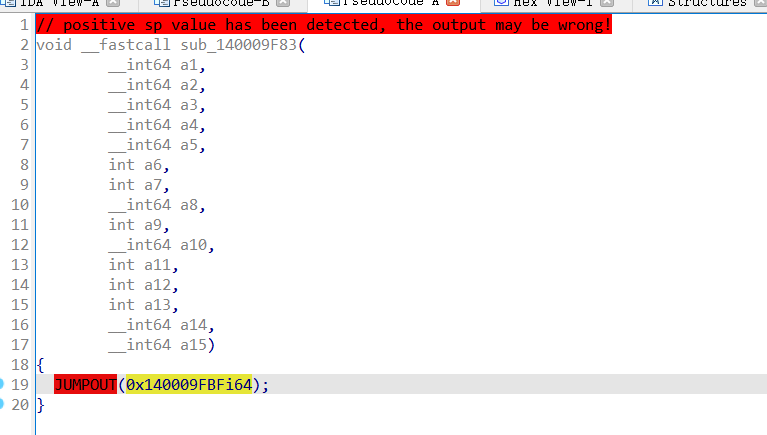 IDA View-A Pseudocode-B Pseudocode-A Hex View-1 Structures
1 // positive sp value has been detected, the output may be wrong!
2 void __fastcall sub_140009F83(
3 __int64 a1,
4 __int64 a2,
5 __int64 a3,
6 __int64 a4,
7 __int64 a5,
8 int a6,
9 int a7,
10 __int64 a8,
11 int a9,
12 __int64 a10,
13 int a11,
14 int a12,
15 int a13,
16 __int64 a14,
17 __int64 a15)
18 {
19 JUMPOUT(0x140009FBFi64);
20 }